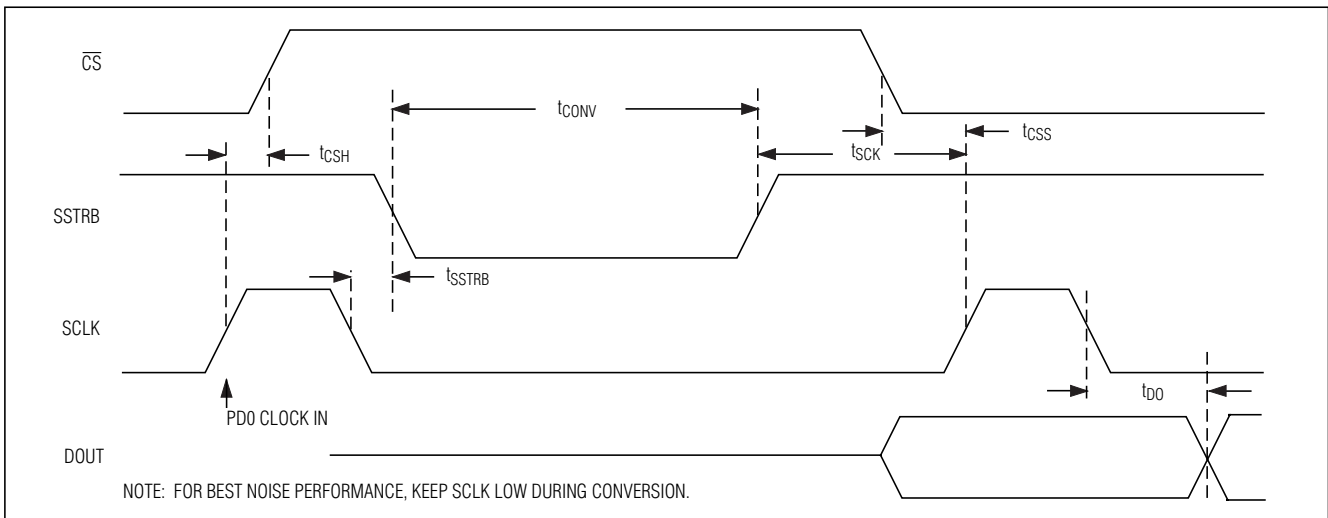 CS
tCONV
tCSS
tCSH
tSCK
SSTRB
tSSTRB
SCLK
tDO
PD0 CLOCK IN
DOUT
NOTE: FOR BEST NOISE PERFORMANCE, KEEP SCLK LOW DURING CONVERSION.